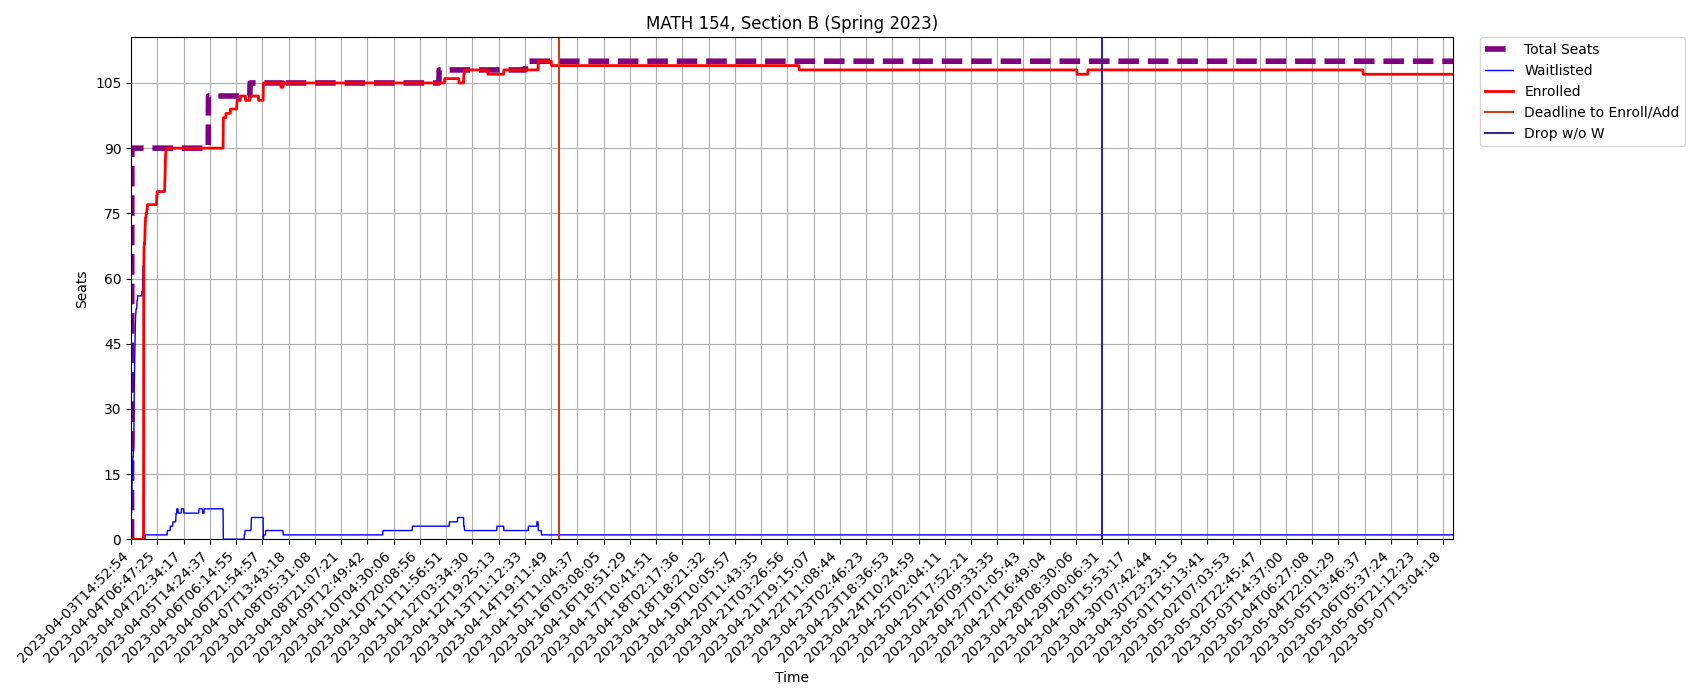 MATH 154, Section B (Spring 2023)
Total Seats
Waitlisted
Enrolled
Deadline to Enroll/Add
Drop w/o W
Seats
105
90
75
60
45
30
15
0
2023-04-03T14:52:54
2023-04-04T06:47:25
2023-04-04T22:34:17
2023-04-05T14:24:37
2023-04-06T06:14:55
2023-04-06T21:54:57
2023-04-07T13:43:18
2023-04-08T05:31:08
2023-04-08T21:07:21
2023-04-09T12:49:42
2023-04-10T04:30:06
2023-04-10T20:08:56
2023-04-11T11:56:51
2023-04-12T03:34:30
2023-04-12T19:25:13
2023-04-13T11:12:33
2023-04-14T19:11:49
2023-04-15T11:04:37
2023-04-16T03:08:05
2023-04-16T18:51:29
2023-04-17T10:41:51
2023-04-18T02:17:36
2023-04-18T18:21:32
2023-04-19T10:05:57
2023-04-20T11:43:35
2023-04-21T03:26:56
2023-04-21T19:15:07
2023-04-22T11:08:44
2023-04-23T02:46:23
2023-04-23T18:36:53
2023-04-24T10:24:59
2023-04-25T02:04:11
2023-04-25T17:52:21
2023-04-26T09:33:35
2023-04-27T01:05:43
2023-04-27T16:49:04
2023-04-28T08:30:06
2023-04-29T00:06:31
2023-04-29T15:53:17
2023-04-30T07:42:44
2023-04-30T23:23:15
2023-05-01T15:13:41
2023-05-02T07:03:53
2023-05-02T22:45:47
2023-05-03T14:37:00
2023-05-04T06:27:08
2023-05-04T22:01:29
2023-05-05T13:46:37
2023-05-06T05:37:24
2023-05-06T21:12:23
2023-05-07T13:04:18
Time